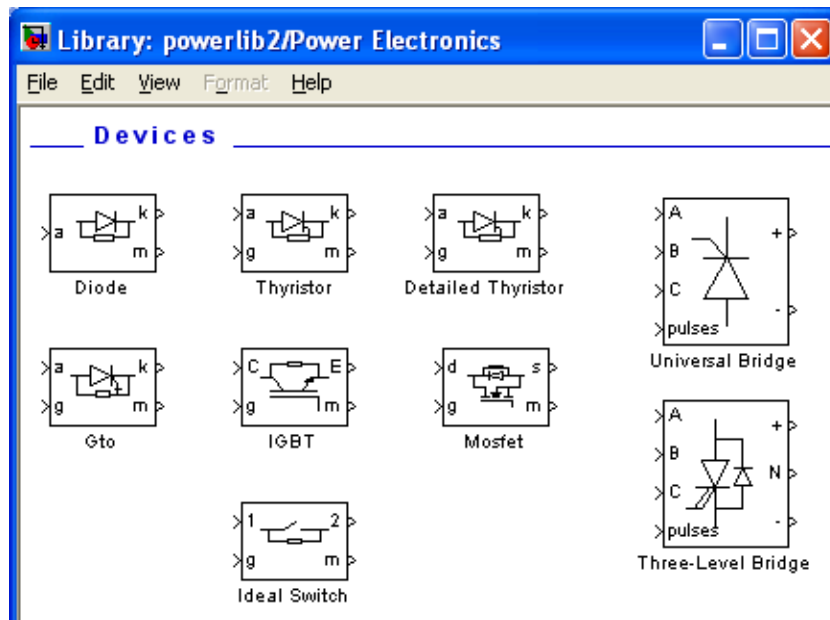 Library: powerlib2/Power Electronics
File Edit View Format Help
Devices
a k m
Diode
a g k m
Thyristor
a g k m
Detailed Thyristor
A B C pulses + -
Universal Bridge
a g k m
Gto
C g E m
IGBT
d g s m
Mosfet
A B C pulses + N -
Three-Level Bridge
1 g 2 m
Ideal Switch